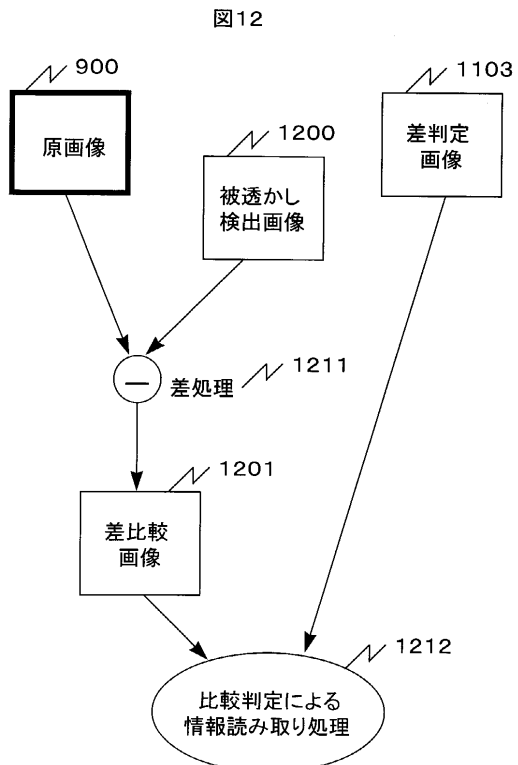 図12
900
原画像
1200
被透かし
検出画像
1103
差判定
画像
−
差処理
1211
1201
差比較
画像
1212
比較判定による
情報読み取り処理